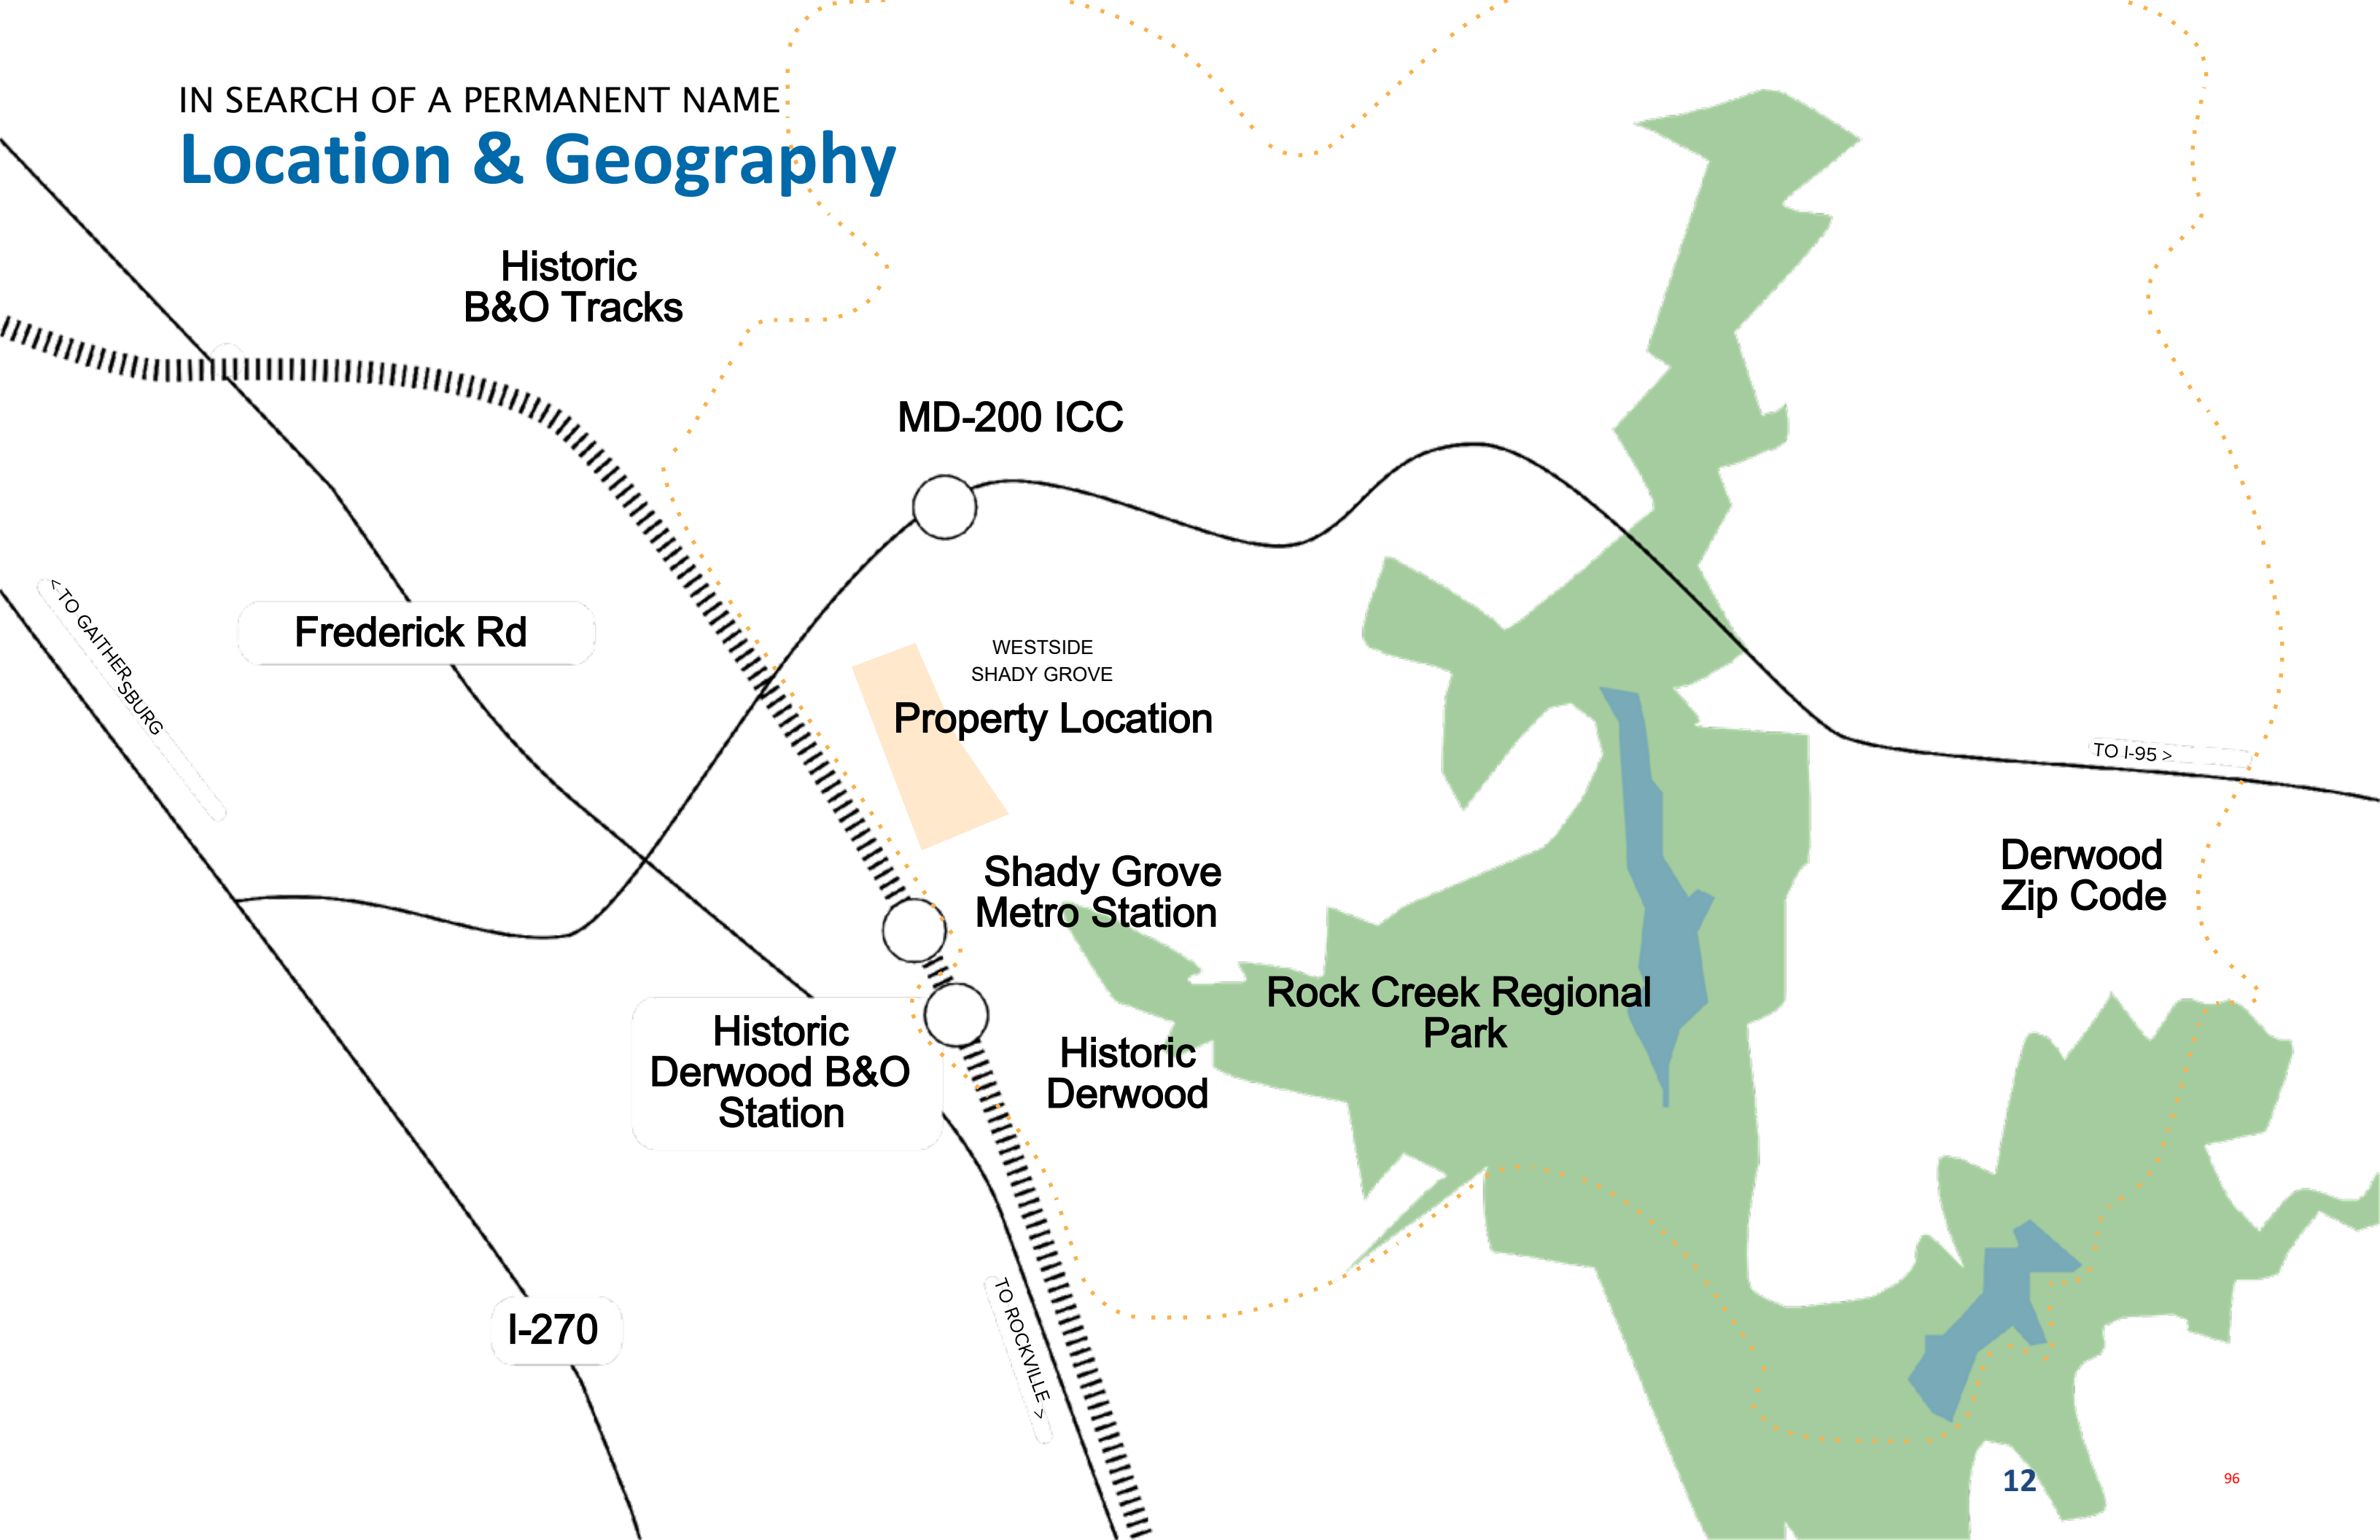 IN SEARCH OF A PERMANENT NAME
Location & Geography
Historic
B&O Tracks
MD-200 ICC
< TO GAITHERSBURG
Frederick Rd
WESTSIDE
SHADY GROVE
Property Location
TO I-95 >
Derwood
Zip Code
Shady Grove
Metro Station
Rock Creek Regional
Park
Historic
Derwood B&O
Station
Historic
Derwood
I-270
TO ROCKVILLE >
12
96